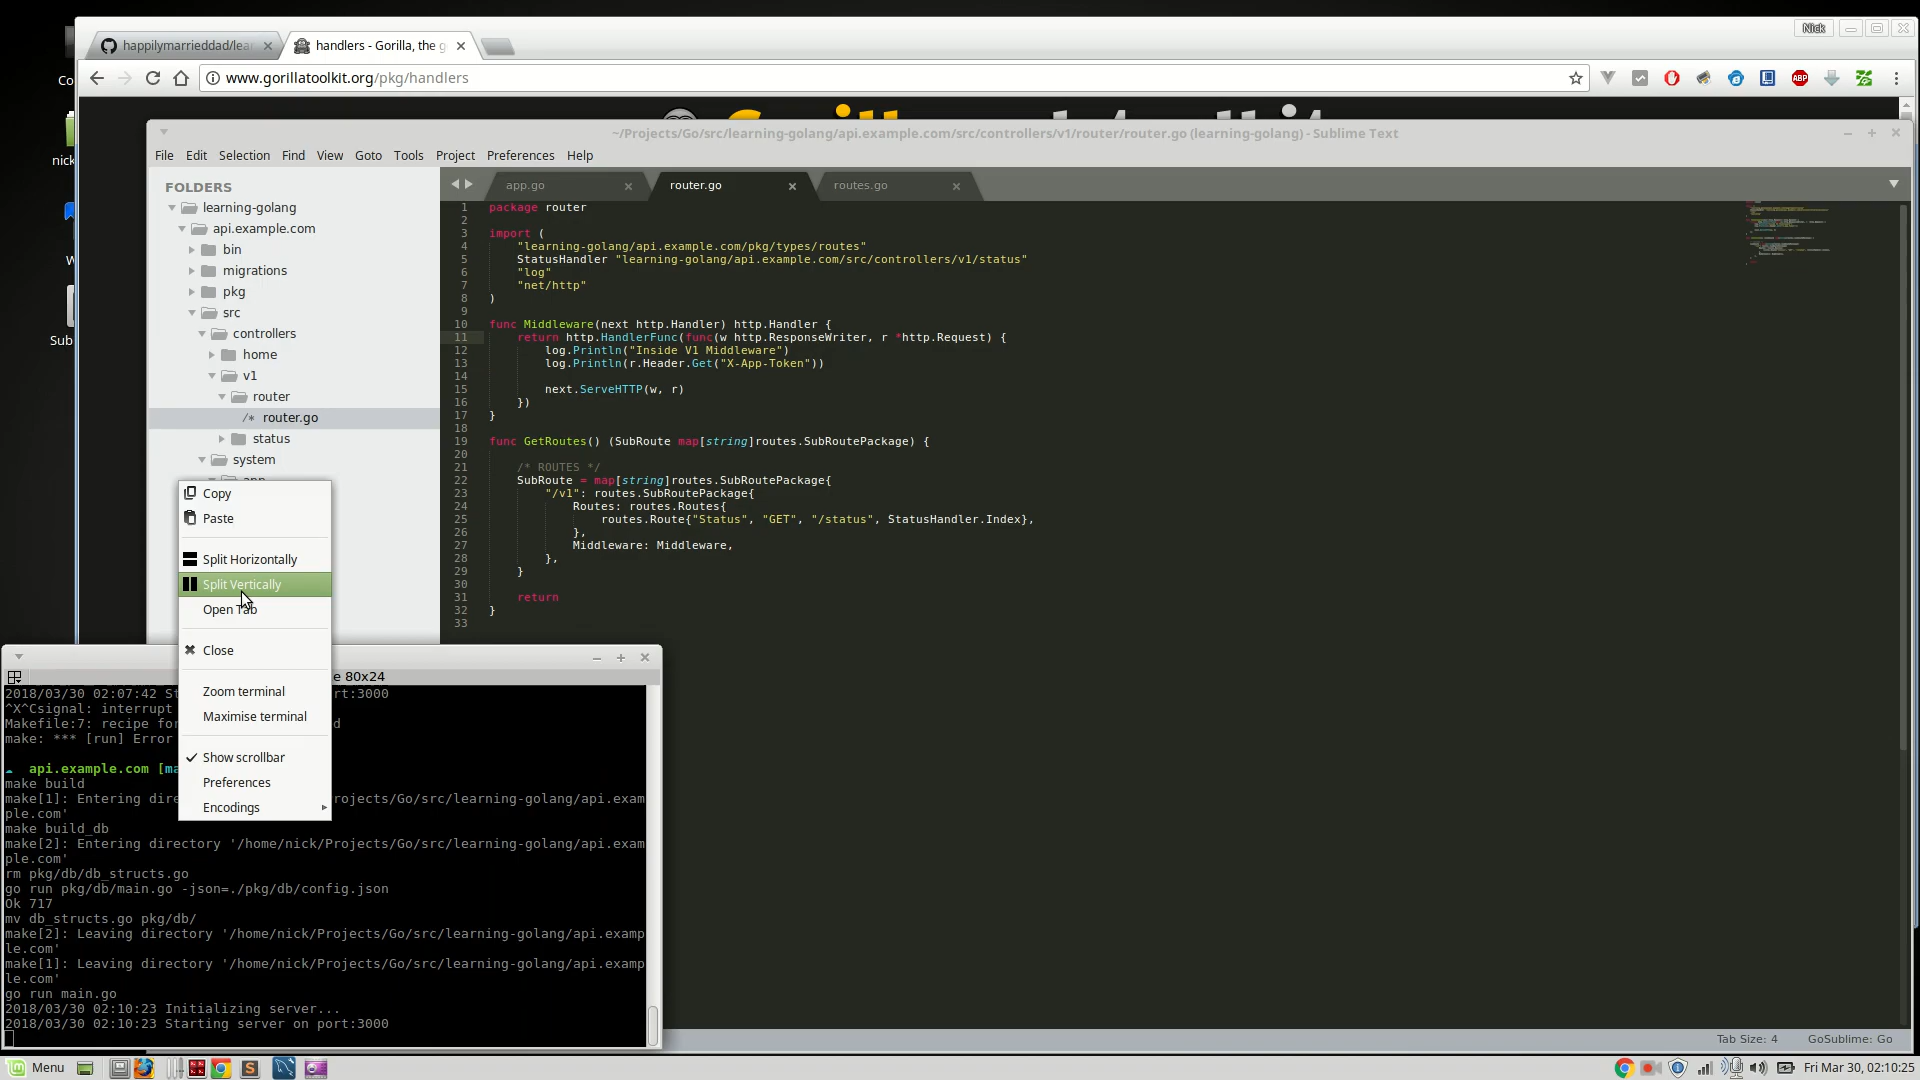 Nick
happilymarrieddad/lea
handlers - Gorilla, the g
www.gorillatoolkit.org/pkg/handlers
ABP
Co
nick
W
Sub
~/Projects/Go/src/learning-golang/api.example.com/src/controllers/v1/router/router.go (learning-golang) - Sublime Text
File Edit Selection Find View Goto Tools Project Preferences Help
FOLDERS
learning-golang
api.example.com
bin
migrations
pkg
src
controllers
home
v1
router
/* router.go
status
system
app
app.go
router.go
routes.go
1 package router
2
3 import (
4 "learning-golang/api.example.com/pkg/types/routes"
5 StatusHandler "learning-golang/api.example.com/src/controllers/v1/status"
6 "log"
7 "net/http"
8 )
9
10 func Middleware(next http.Handler) http.Handler {
11 return http.HandlerFunc(func(w http.ResponseWriter, r *http.Request) {
12 log.Println("Inside V1 Middleware")
13 log.Println(r.Header.Get("X-App-Token"))
14
15 next.ServeHTTP(w, r)
16 })
17 }
18
19 func GetRoutes() (SubRoute map[string]routes.SubRoutePackage) {
20
21 /* ROUTES */
22 SubRoute = map[string]routes.SubRoutePackage{
23 "/v1": routes.SubRoutePackage{
24 Routes: routes.Routes{
25 routes.Route{"Status", "GET", "/status", StatusHandler.Index},
26 },
27 Middleware: Middleware,
28 },
29 }
30
31 return
32 }
33
Copy
Paste
Split Horizontally
Split Vertically
Open Tab
Close
Zoom terminal
Maximise terminal
Show scrollbar
Preferences
Encodings
e 80x24
2018/03/30 02:07:42 St rt:3000
^X^Csignal: interrupt
Makefile:7: recipe for d
make: *** [run] Error
api.example.com [ma
make build
make[1]: Entering dire rojects/Go/src/learning-golang/api.exam
ple.com'
make build_db
make[2]: Entering directory '/home/nick/Projects/Go/src/learning-golang/api.exam
ple.com'
rm pkg/db/db_structs.go
go run pkg/db/main.go -json=./pkg/db/config.json
Ok 717
mv db_structs.go pkg/db/
make[2]: Leaving directory '/home/nick/Projects/Go/src/learning-golang/api.examp
le.com'
make[1]: Leaving directory '/home/nick/Projects/Go/src/learning-golang/api.examp
le.com'
go run main.go
2018/03/30 02:10:23 Initializing server...
2018/03/30 02:10:23 Starting server on port:3000
Tab Size: 4 GoSublime: Go
Menu
Fri Mar 30, 02:10:25